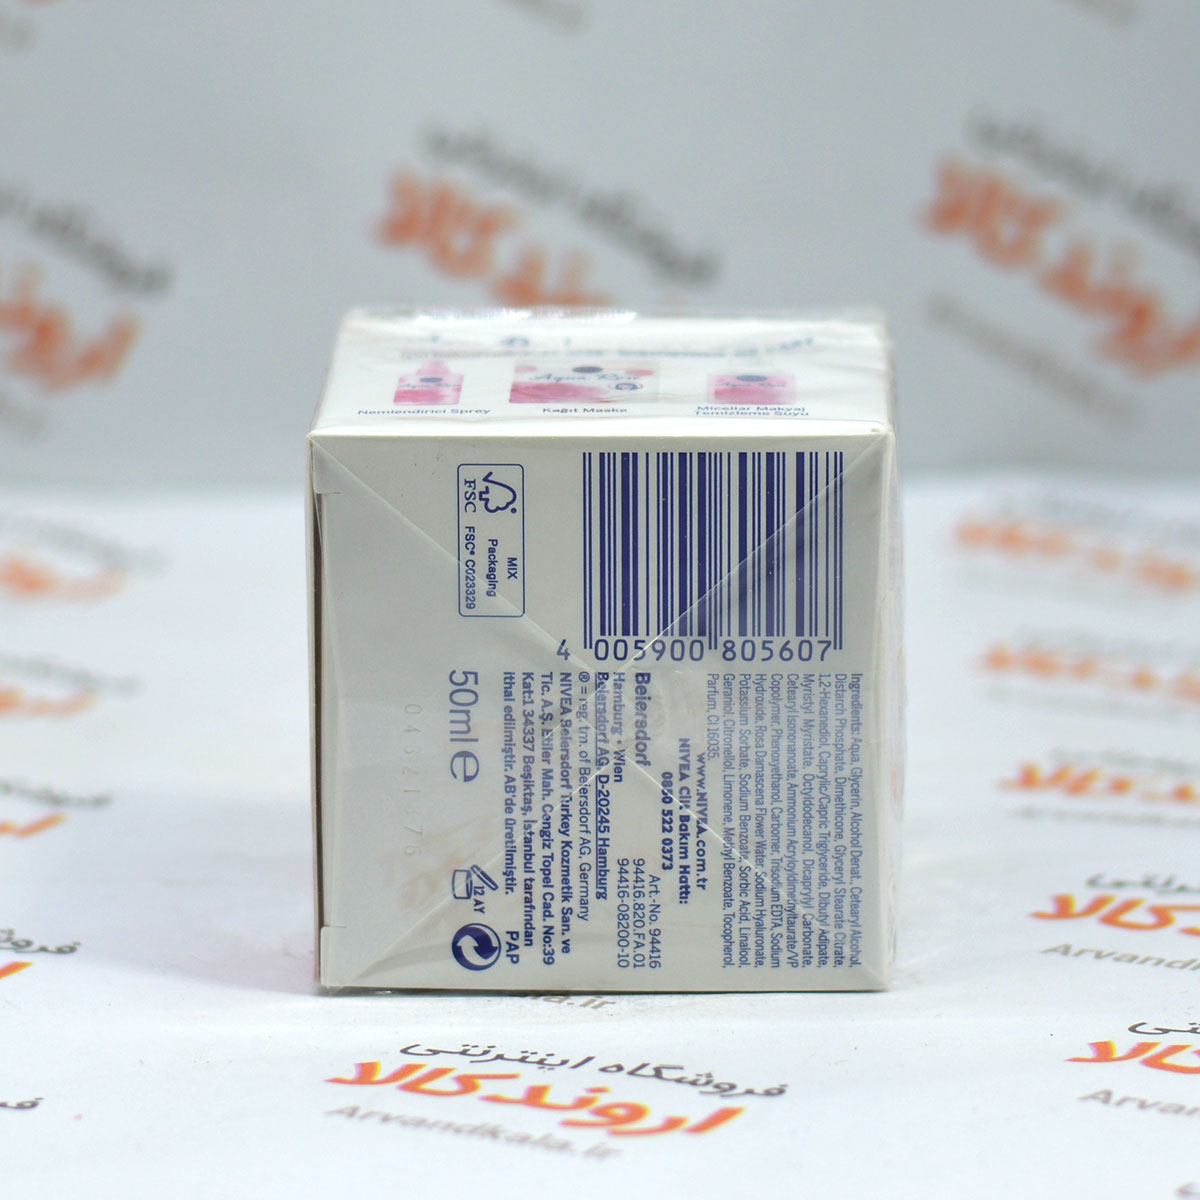 Aqua Rose
Aqua Rose
Aqua Rose
Nemlendirici Sprey
Kağıt Maske
Micellar Makyaj
Temizleme Suyu
FSC
MIX
Packaging
FSC® C023329
4 005900 805607
Ingredients: Aqua, Glycerin, Alcohol Denat., Cetearyl Alcohol,
Distarch Phosphate, Dimethicone, Glyceryl Stearate Citrate,
1,2-Hexanediol, Caprylic/Capric Triglyceride, Dibutyl Adipate,
Myristyl Myristate, Octyldodecanol, Dicaprylyl Carbonate,
Cetearyl Isononanoate, Ammonium Acryloyldimethyltaurate/VP
Copolymer, Phenoxyethanol, Carbomer, Trisodium EDTA, Sodium
Hydroxide, Rosa Damascena Flower Water, Sodium Hyaluronate,
Potassium Sorbate, Sodium Benzoate, Sorbic Acid, Linalool,
Geraniol, Citronellol, Limonene, Methyl Benzoate, Tocopherol,
Parfum, CI 16035.
www.NIVEA.com.tr
NIVEA Cilt Bakım Hattı:
0850 522 0373
Art.-No. 94416
94416.820.FA.01
94416-08200-10
Beiersdorf
Hamburg • Wien
Beiersdorf AG, D-20245 Hamburg
® = reg. tm. of Beiersdorf AG, Germany
NIVEA Beiersdorf Turkey Kozmetik San. ve
Tic. A.Ş. Etiler Mah. Cengiz Topel Cad. No:39
Kat:1 34337 Beşiktaş, İstanbul tarafından
ithal edilmiştir. AB'de üretilmiştir.
50ml e
12 AY
PAP
فروشگاه اینترنتی
اروندکالا
Arvandkala.ir
اروندکالا